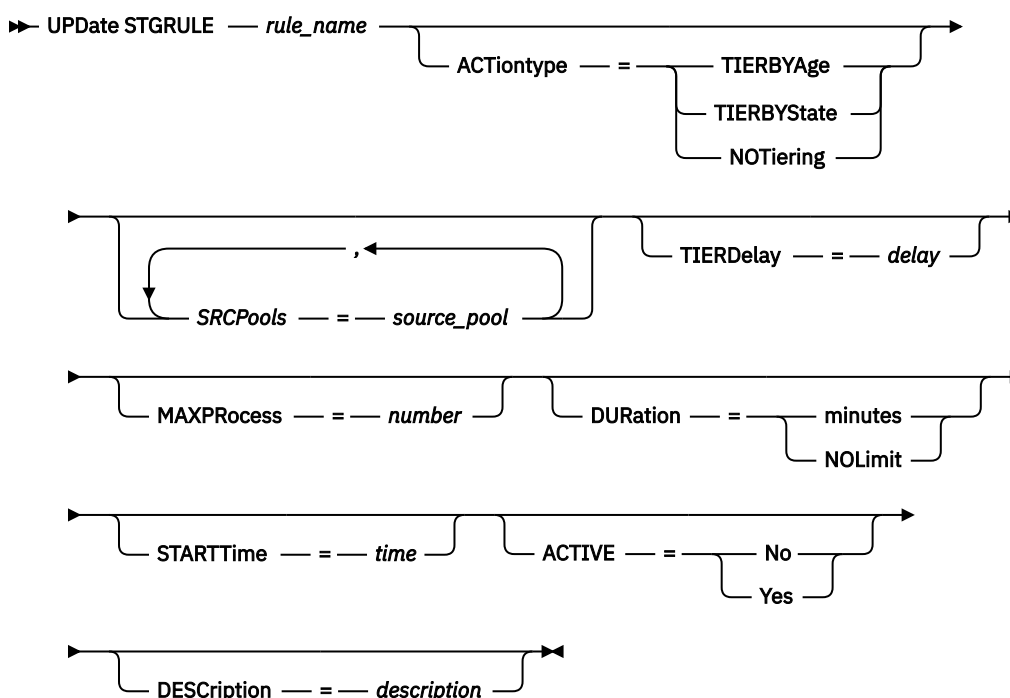 UPDate STGRULE rule_name
ACTiontype = TIERBYAge
TIERBYState
NOTiering
,
SRCPools = source_pool
TIERDelay = delay
MAXPRocess = number
DURation = minutes
NOLimit
STARTTime = time
ACTIVE = No
Yes
DESCription = description